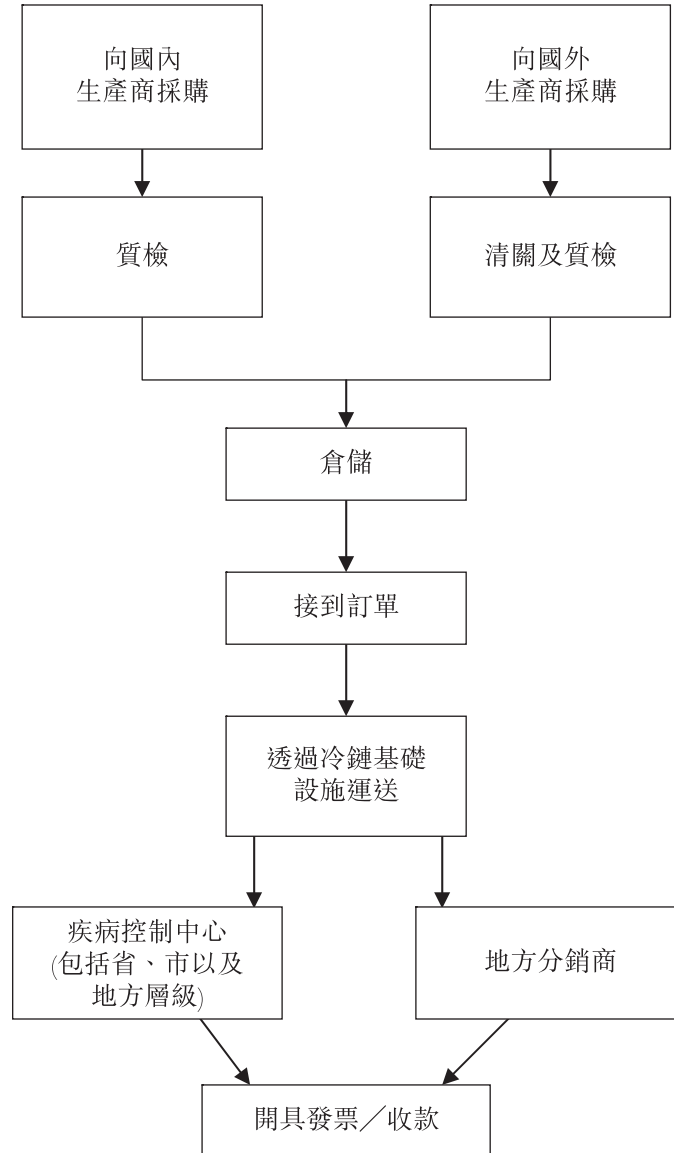 向國內
生產商採購
向國外
生產商採購
質檢
清關及質檢
倉儲
接到訂單
透過冷鏈基礎
設施運送
疾病控制中心
(包括省、市以及
地方層級)
地方分銷商
開具發票／收款